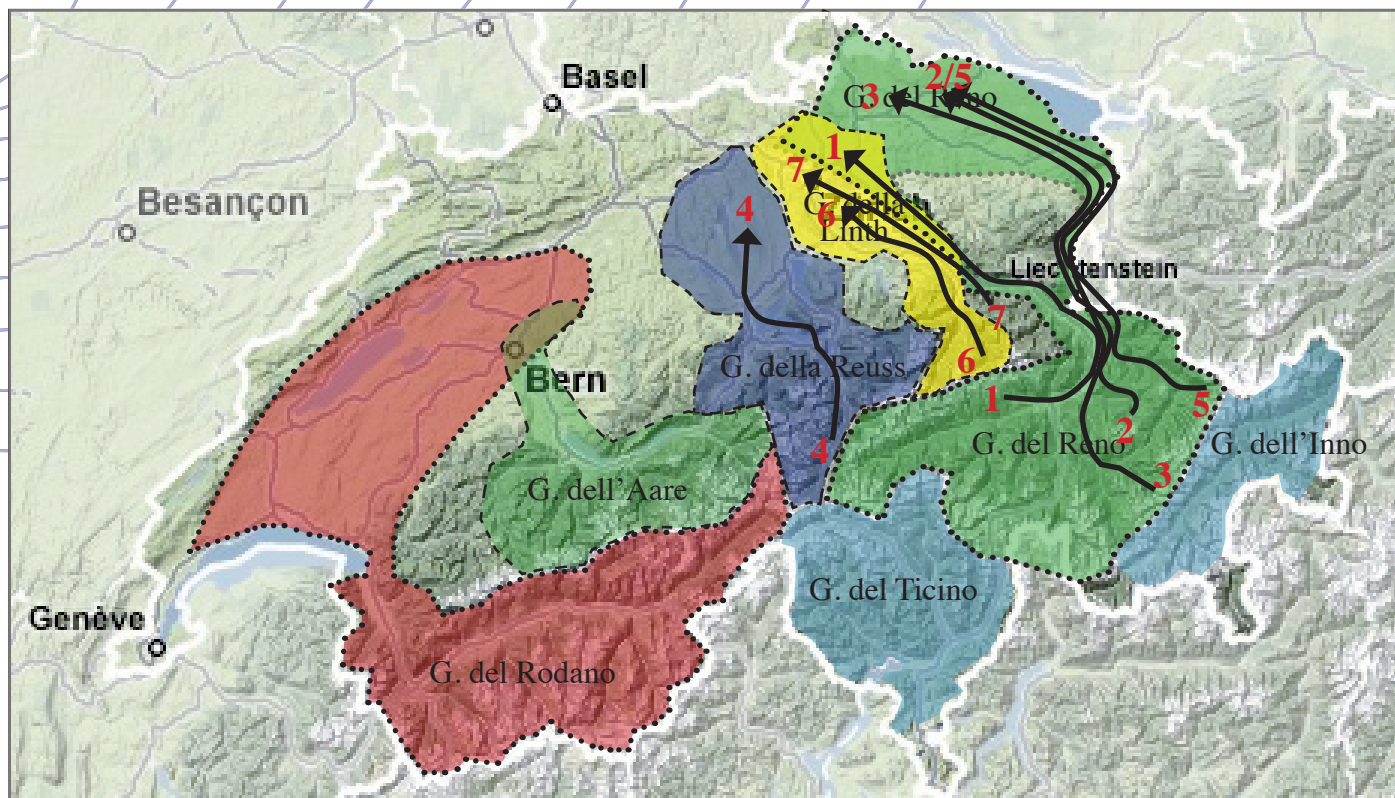 Basel
2/5
3
G. del Reno
1
7
Besançon
4
6
G. della
Linth
Liechtenstein
7
Bern
G. della Reuss
6
1
5
2
4
G. del Reno
G. dell'Inno
3
G. dell'Aare
G. del Ticino
Genève
G. del Rodano